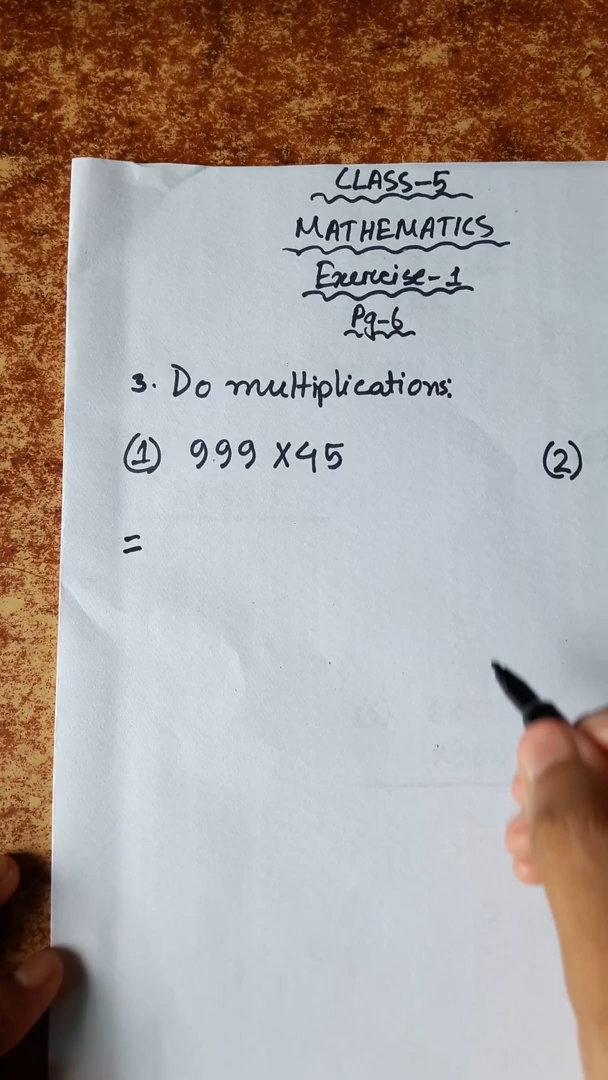 CLASS-5
MATHEMATICS
Exercise-1
Pg-6
3. Do multiplications:
(1) 999 X45 (2)
=